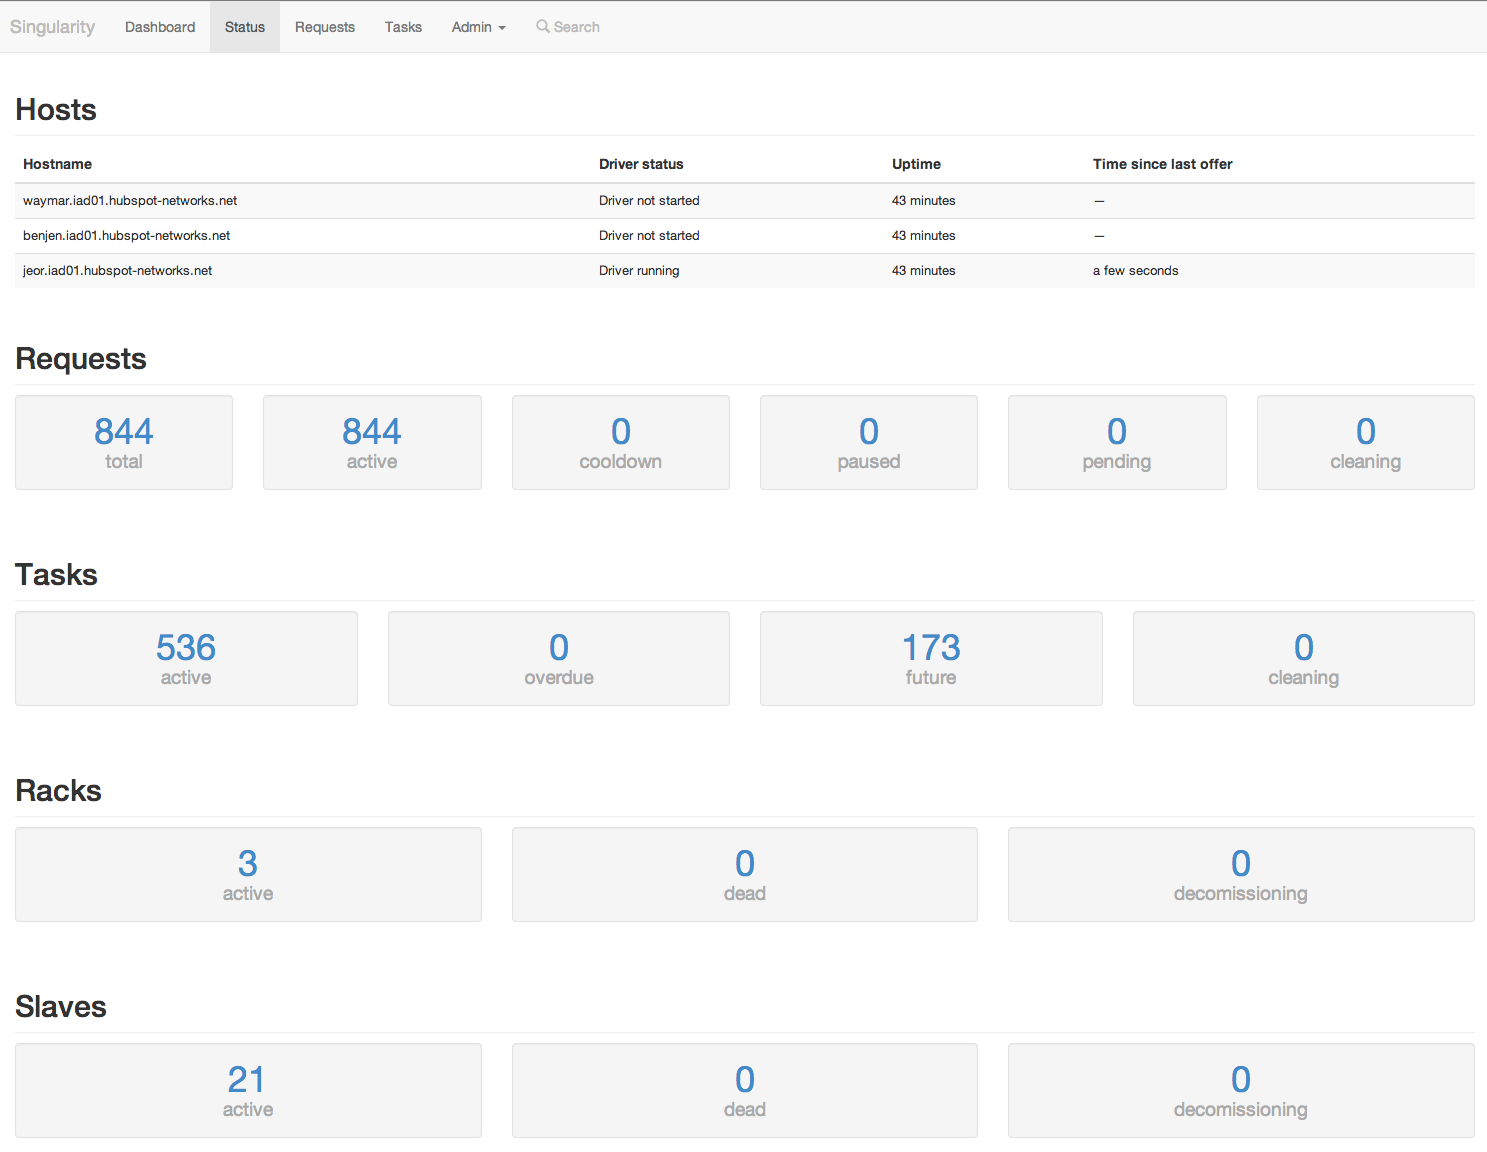 Singularity Dashboard Status Requests Tasks Admin Search
Hosts
Hostname Driver status Uptime Time since last offer
waymar.iad01.hubspot-networks.net Driver not started 43 minutes —
benjen.iad01.hubspot-networks.net Driver not started 43 minutes —
jeor.iad01.hubspot-networks.net Driver running 43 minutes a few seconds
Requests
844 844 0 0 0 0
total active cooldown paused pending cleaning
Tasks
536 0 173 0
active overdue future cleaning
Racks
3 0 0
active dead decomissioning
Slaves
21 0 0
active dead decomissioning